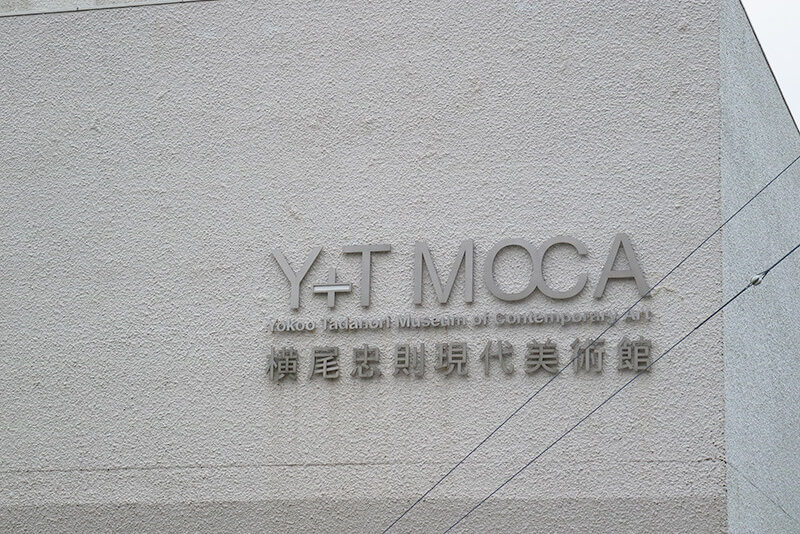 Y+T MOCA
Yokoo Tadanori Museum of Contemporary Art
横尾忠則現代美術館